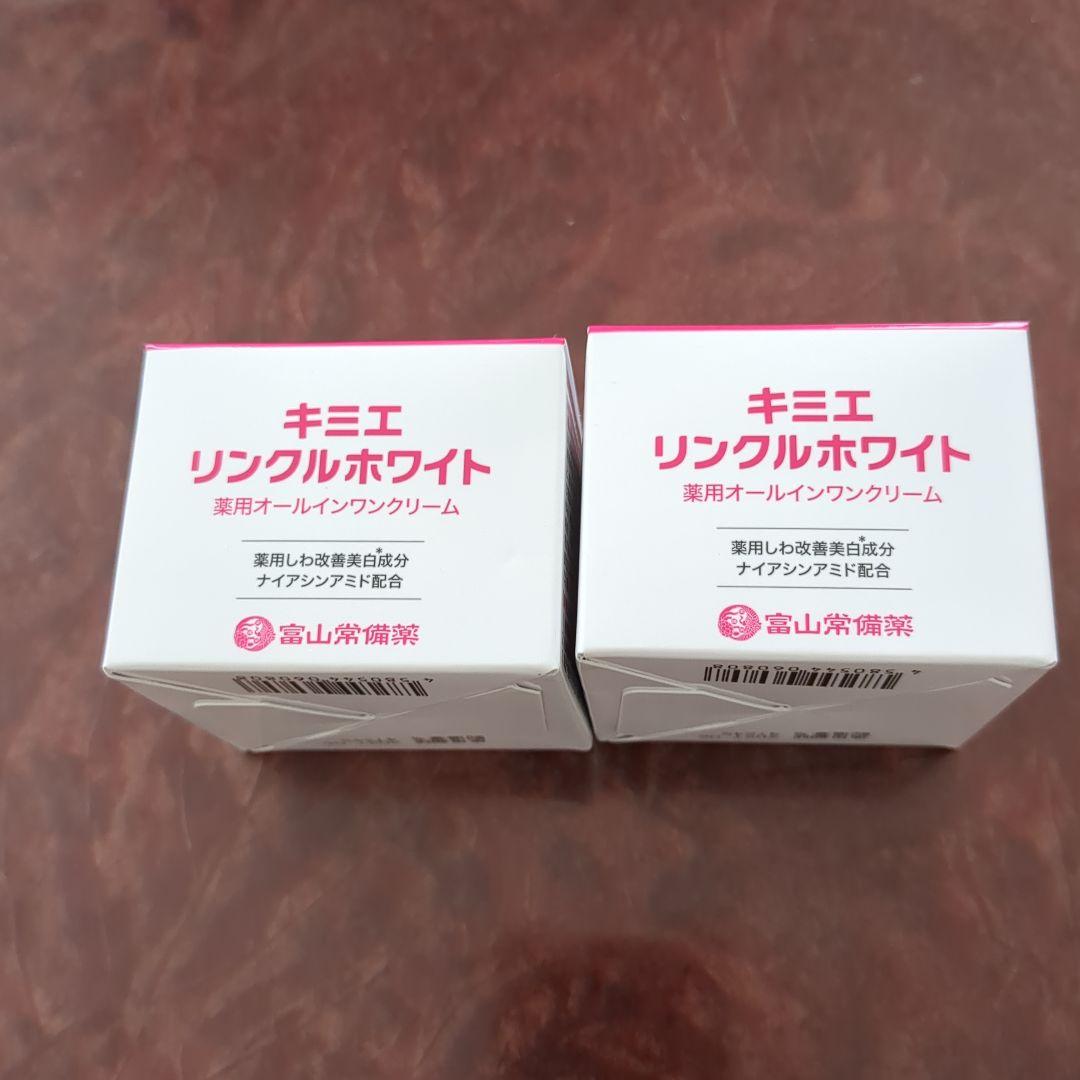 キミエ
リンクルホワイト
薬用オールインワンクリーム
薬用しわ改善美白*成分
ナイアシンアミド配合
富山常備薬
4580544060808
キミエ
リンクルホワイト
薬用オールインワンクリーム
薬用しわ改善美白*成分
ナイアシンアミド配合
富山常備薬
4580544060808